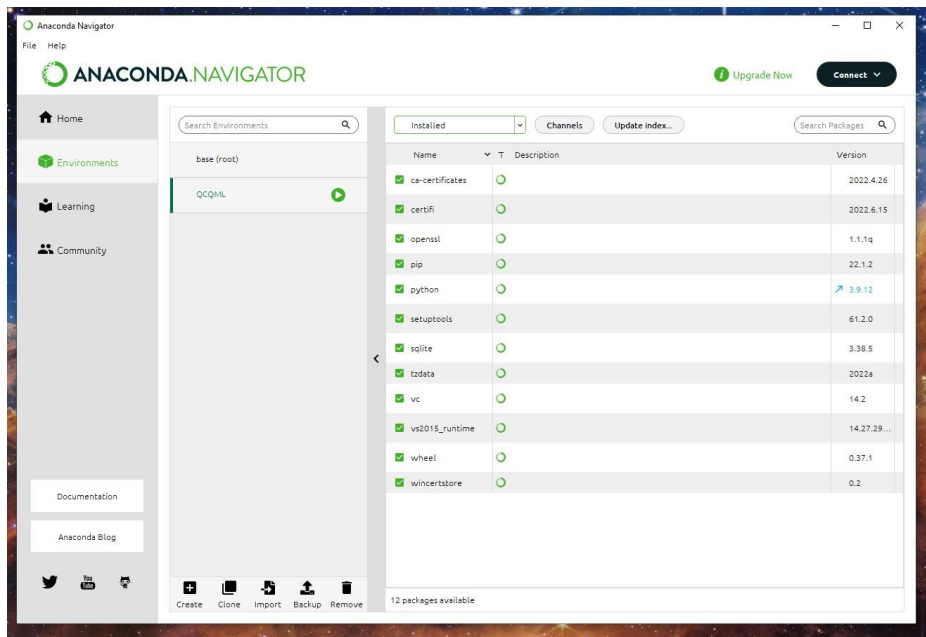 Anaconda Navigator
File Help
ANACONDA.NAVIGATOR
Upgrade Now
Connect
Home
Environments
Learning
Community
Documentation
Anaconda Blog
You Tube
Search Environments
base (root)
QCQML
Create Clone Import Backup Remove
Installed Channels Update index... Search Packages
Name T Description Version
ca-certificates 2022.4.26
certifi 2022.6.15
openssl 1.1.1q
pip 22.1.2
python 3.9.12
setuptools 61.2.0
sqlite 3.38.5
tzdata 2022a
vc 14.2
vs2015_runtime 14.27.29...
wheel 0.37.1
wincertstore 0.2
12 packages available